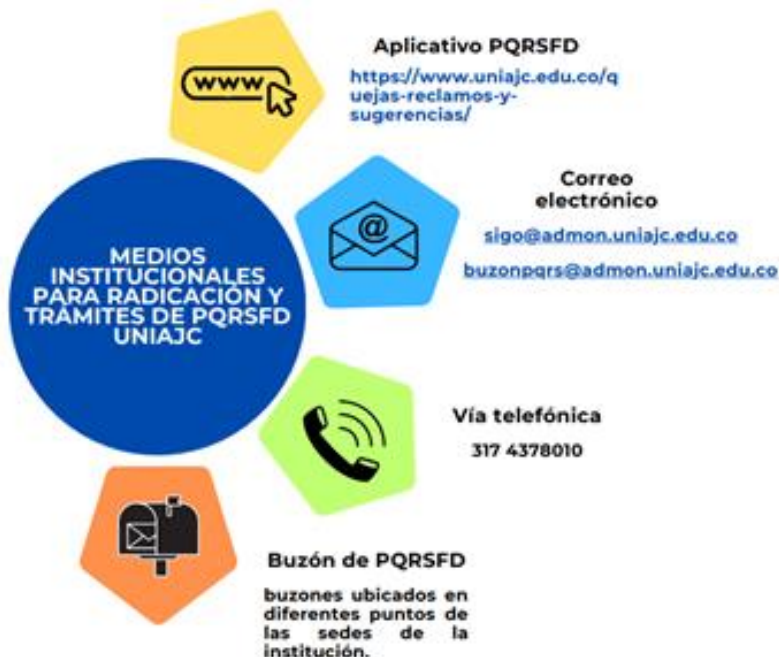 www
Aplicativo PQRSFD
https://www.uniajc.edu.co/q
uejas-reclamos-y-
sugerencias/
@
Correo
electrónico
sigo@admon.uniajc.edu.co
buzonpqrs@admon.uniajc.edu.co
MEDIOS
INSTITUCIONALES
PARA RADICACIÓN Y
TRÁMITES DE PQRSFD
UNIAJC
Vía telefónica
317 4378010
Buzón de PQRSFD
buzones ubicados en
diferentes puntos de
las sedes de la
institución.